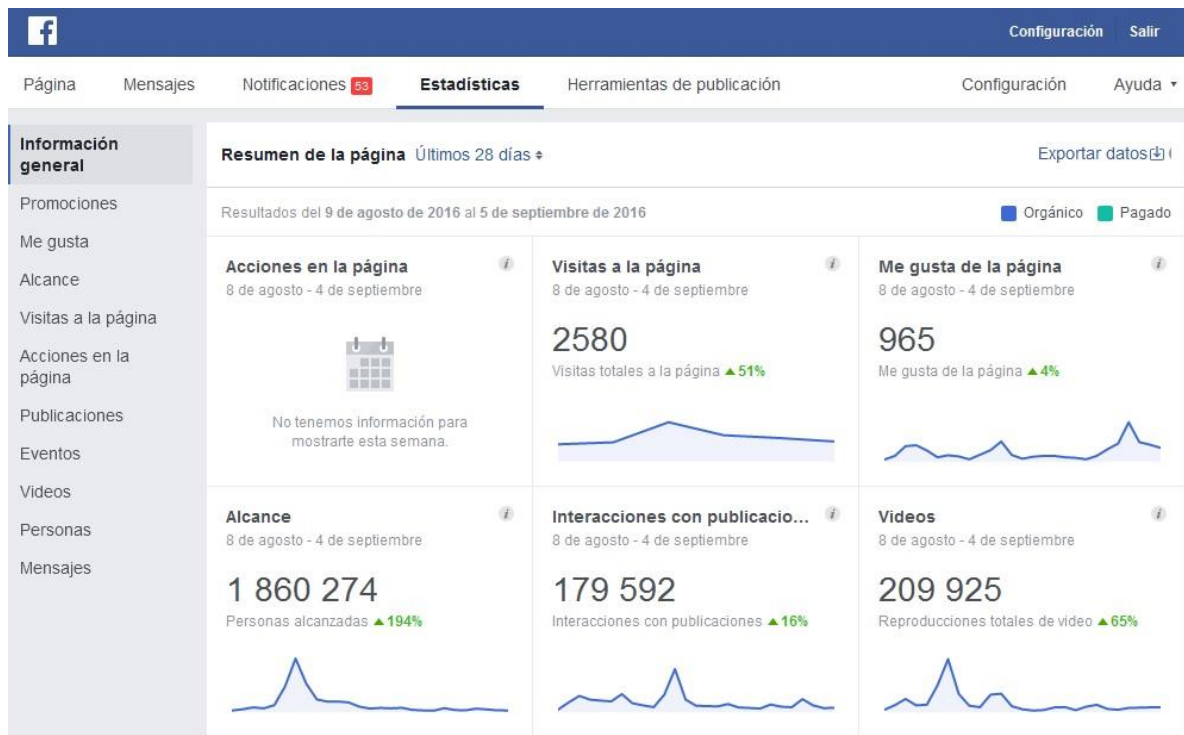 f
Configuración Salir
Página Mensajes Notificaciones 53 Estadísticas Herramientas de publicación Configuración Ayuda
Información
general
Promociones
Me gusta
Alcance
Visitas a la página
Acciones en la
página
Publicaciones
Eventos
Videos
Personas
Mensajes
Resumen de la página Últimos 28 días
Exportar datos
Resultados del 9 de agosto de 2016 al 5 de septiembre de 2016
Orgánico Pagado
Acciones en la página i
8 de agosto - 4 de septiembre
No tenemos información para
mostrarte esta semana.
Visitas a la página i
8 de agosto - 4 de septiembre
2580
Visitas totales a la página ▲51%
Me gusta de la página i
8 de agosto - 4 de septiembre
965
Me gusta de la página ▲4%
Alcance i
8 de agosto - 4 de septiembre
1 860 274
Personas alcanzadas ▲194%
Interacciones con publicacio... i
8 de agosto - 4 de septiembre
179 592
Interacciones con publicaciones ▲16%
Videos i
8 de agosto - 4 de septiembre
209 925
Reproducciones totales de video ▲65%